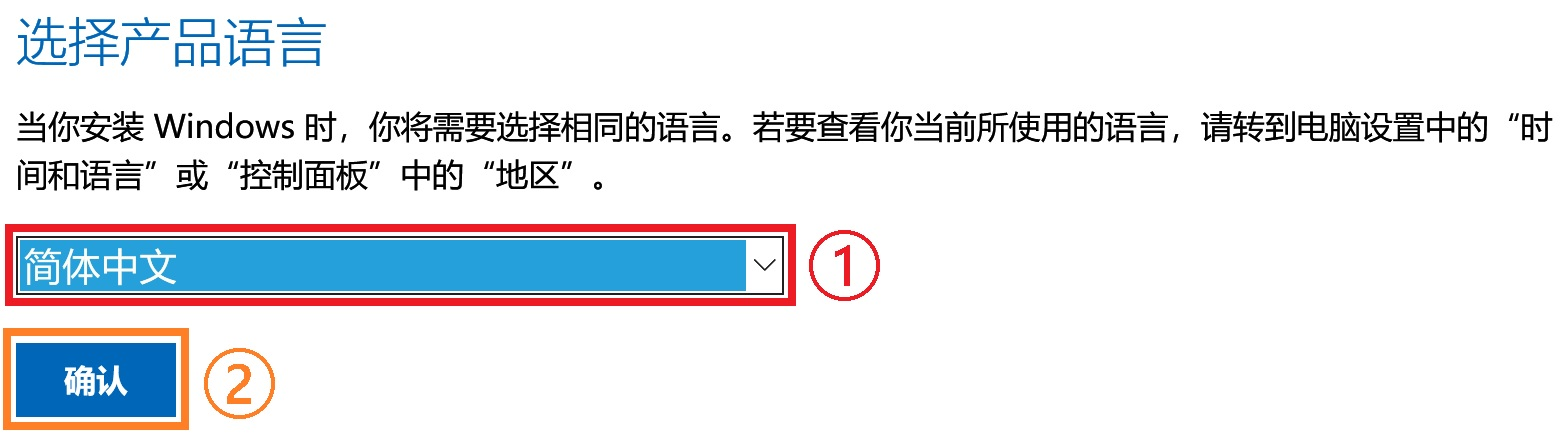 选择产品语言
当你安装 Windows 时，你将需要选择相同的语言。若要查看你当前所使用的语言，请转到电脑设置中的“时
间和语言”或“控制面板”中的“地区”。
简体中文 ①
确认 ②